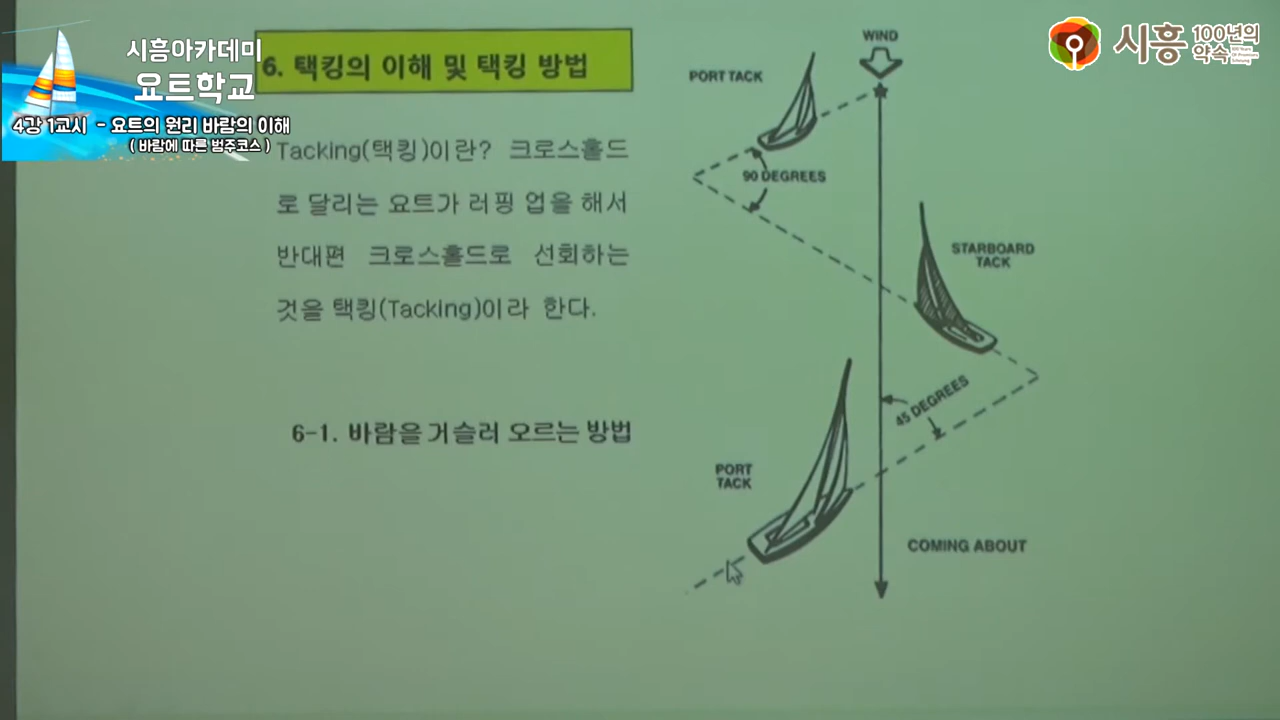 시흥아카데미
요트학교
4강 1교시 - 요트의 원리 바람의 이해
( 바람에 따른 범주코스 )
시흥 100년의
약속
6. 택킹의 이해 및 택킹 방법
Tacking(택킹)이란? 크로스홀드
로 달리는 요트가 러핑 업을 해서
반대편 크로스홀드로 선회하는
것을 택킹(Tacking)이라 한다.
6-1. 바람을 거슬러 오르는 방법
WIND
PORT TACK
90 DEGREES
STARBOARD
TACK
45 DEGREES
PORT
TACK
COMING ABOUT